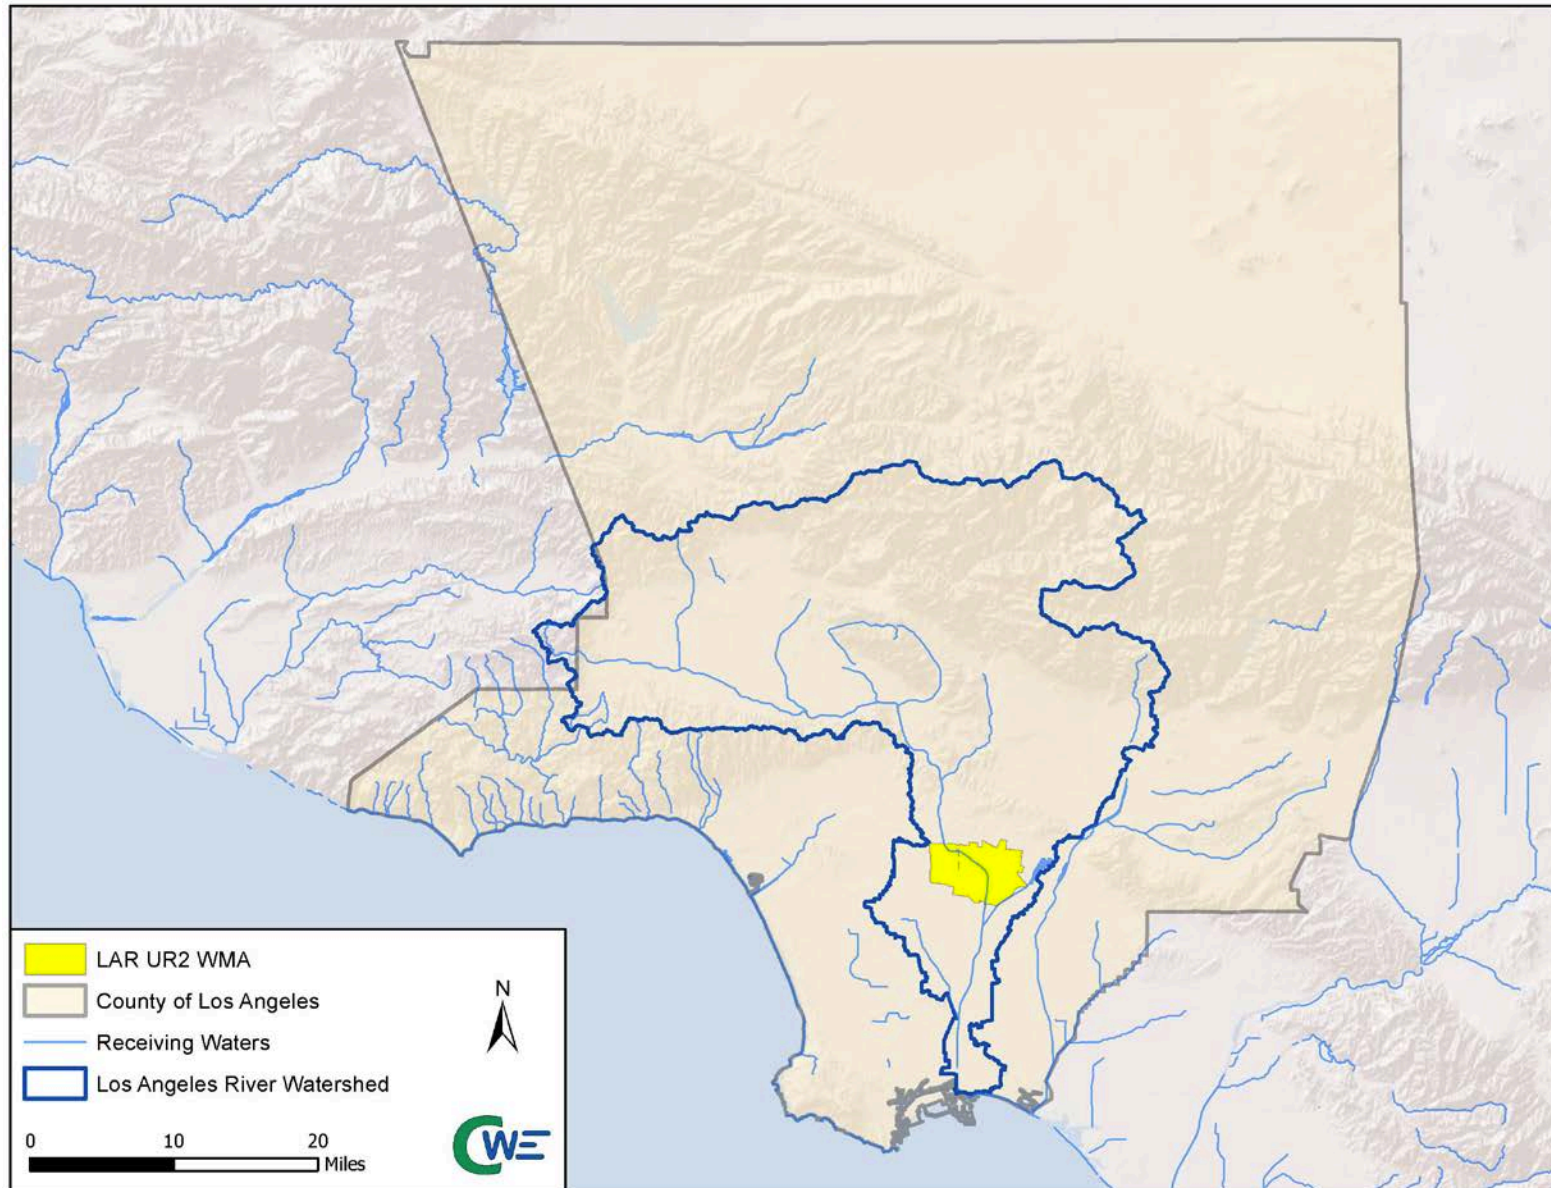 LAR UR2 WMA
County of Los Angeles
Receiving Waters
Los Angeles River Watershed
N
0 10 20
Miles
CWE